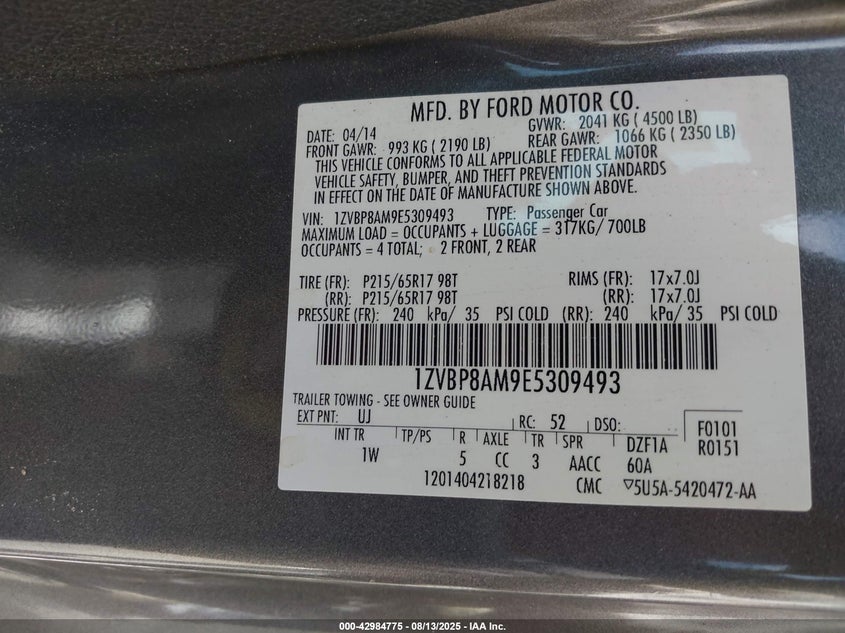 MFD. BY FORD MOTOR CO.
DATE: 04/14 GVWR: 2041 KG ( 4500 LB)
FRONT GAWR: 993 KG ( 2190 LB) REAR GAWR: 1066 KG ( 2350 LB)
THIS VEHICLE CONFORMS TO ALL APPLICABLE FEDERAL MOTOR
VEHICLE SAFETY, BUMPER, AND THEFT PREVENTION STANDARDS
IN EFFECT ON THE DATE OF MANUFACTURE SHOWN ABOVE.
VIN: 1ZVBP8AM9E5309493 TYPE: Passenger Car
MAXIMUM LOAD = OCCUPANTS + LUGGAGE = 317KG/ 700LB
OCCUPANTS = 4 TOTAL; 2 FRONT, 2 REAR
TIRE (FR): P215/65R17 98T RIMS (FR): 17x7.0J
(RR): P215/65R17 98T (RR): 17x7.0J
PRESSURE (FR): 240 kPa/ 35 PSI COLD (RR): 240 kPa/ 35 PSI COLD
1ZVBP8AM9E5309493
TRAILER TOWING - SEE OWNER GUIDE
EXT PNT: UJ RC: 52 DSO: F0101
INT TR TP/PS R AXLE TR SPR DZF1A R0151
1W 5 CC 3 AACC 60A
1201404218218 CMC ▽5U5A-5420472-AA
000-42984775 - 08/13/2025 - IAA Inc.